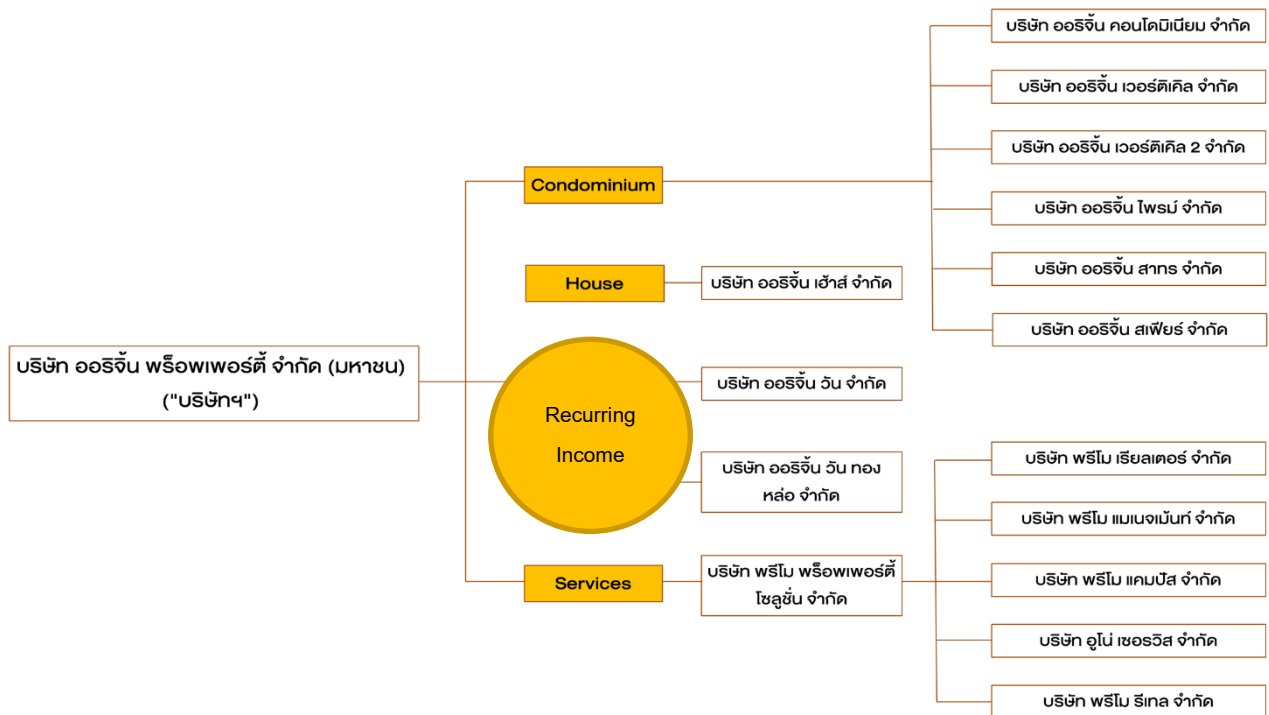 บริษัท ออริจิ้น พร็อพเพอร์ตี้ จำกัด (มหาชน)
("บริษัทฯ")
Condominium
บริษัท ออริจิ้น คอนโดมิเนียม จำกัด
บริษัท ออริจิ้น เวอร์ติเคิล จำกัด
บริษัท ออริจิ้น เวอร์ติเคิล 2 จำกัด
บริษัท ออริจิ้น ไพรม์ จำกัด
บริษัท ออริจิ้น สาทร จำกัด
บริษัท ออริจิ้น สเฟียร์ จำกัด
House
บริษัท ออริจิ้น เฮ้าส์ จำกัด
Recurring
Income
บริษัท ออริจิ้น วัน จำกัด
บริษัท ออริจิ้น วัน ทอง
หล่อ จำกัด
Services
บริษัท พรีโม พร็อพเพอร์ตี้
โซลูชั่น จำกัด
บริษัท พรีโม เรียลเตอร์ จำกัด
บริษัท พรีโม แมเนจเม้นท์ จำกัด
บริษัท พรีโม แคมปัส จำกัด
บริษัท อูโน่ เซอรวิส จำกัด
บริษัท พรีโม รีเทล จำกัด